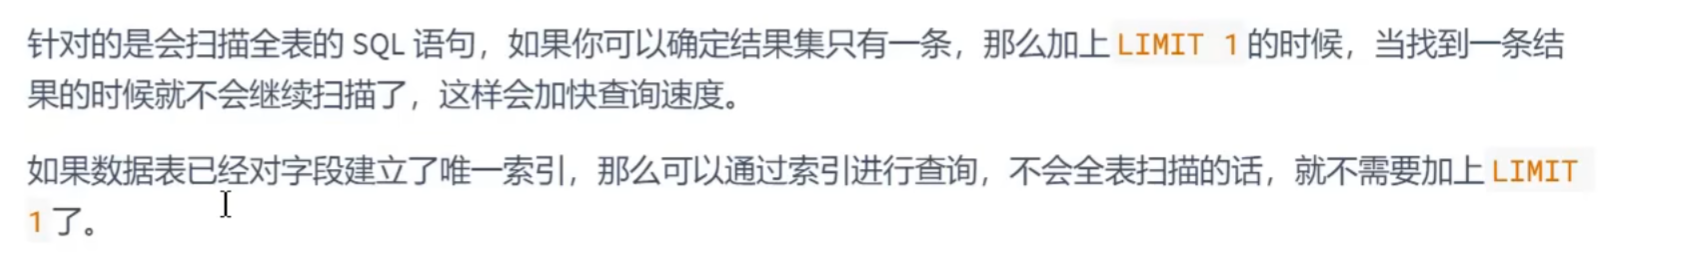 针对的是会扫描全表的 SQL 语句，如果你可以确定结果集只有一条，那么加上 LIMIT 1 的时候，当找到一条结
果的时候就不会继续扫描了，这样会加快查询速度。
如果数据表已经对字段建立了唯一索引，那么可以通过索引进行查询，不会全表扫描的话，就不需要加上 LIMIT
1 了。